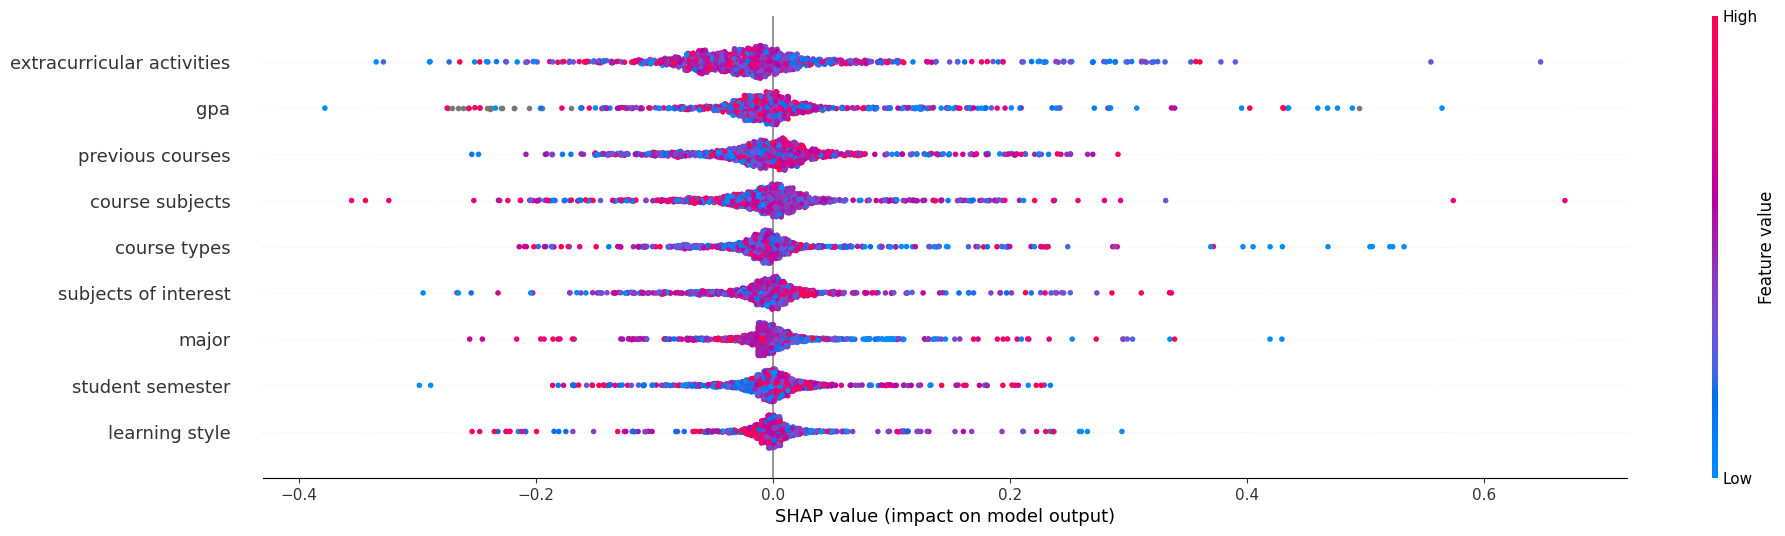 High
extracurricular activities
gpa
previous courses
course subjects
course types
subjects of interest
major
student semester
learning style
Feature value
Low
−0.4 −0.2 0.0 0.2 0.4 0.6
SHAP value (impact on model output)